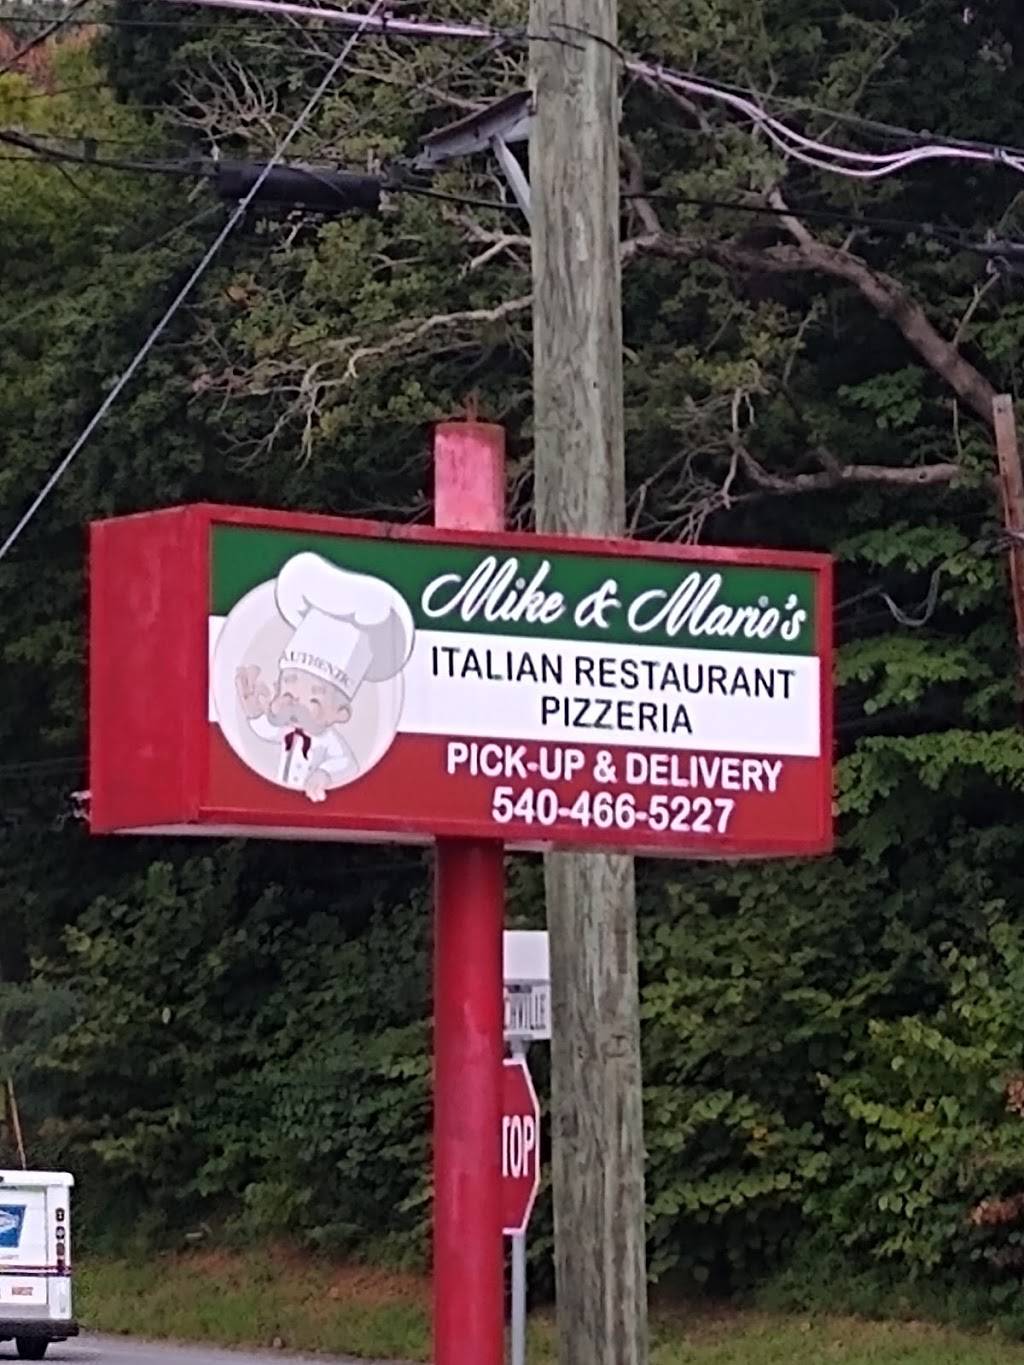 Mike & Mario's
AUTHENTIC
ITALIAN RESTAURANT
PIZZERIA
PICK-UP & DELIVERY
540-466-5227
TOP